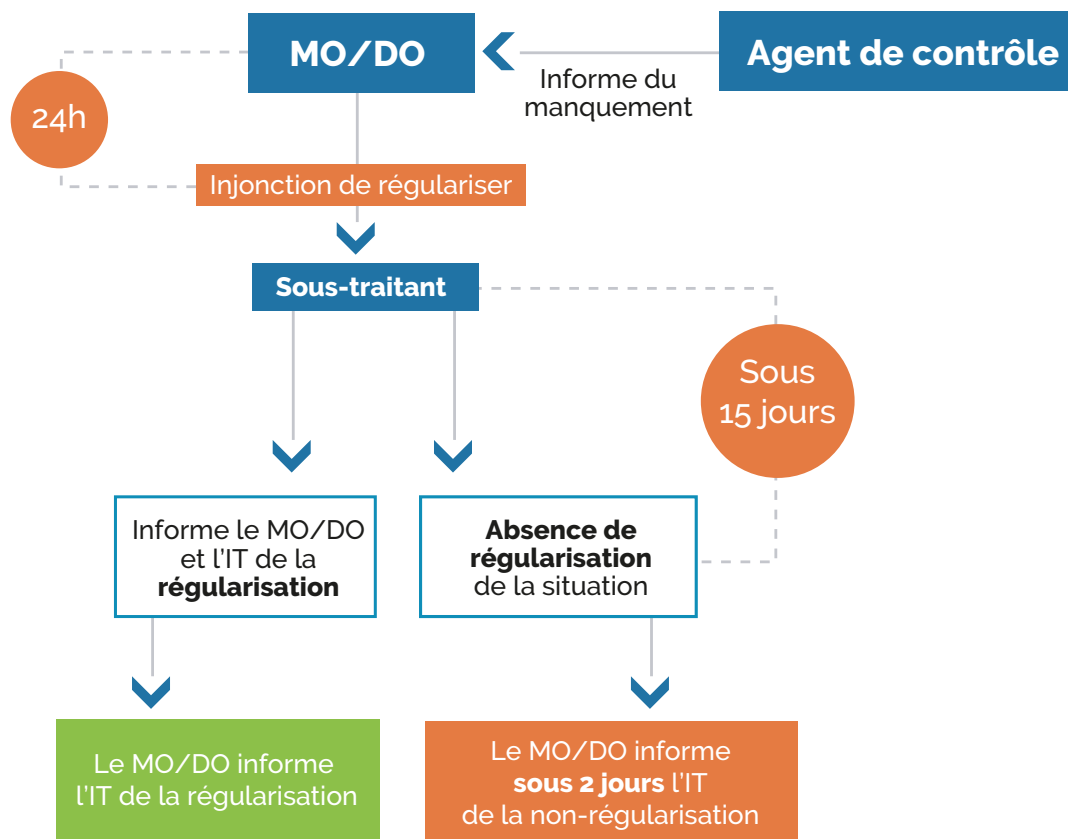 MO/DO
Agent de contrôle
Informe du
manquement
24h
Injonction de régulariser
Sous-traitant
Sous
15 jours
Informe le MO/DO
et l'IT de la
régularisation
Absence de
régularisation
de la situation
Le MO/DO informe
l'IT de la régularisation
Le MO/DO informe
sous 2 jours l'IT
de la non-régularisation